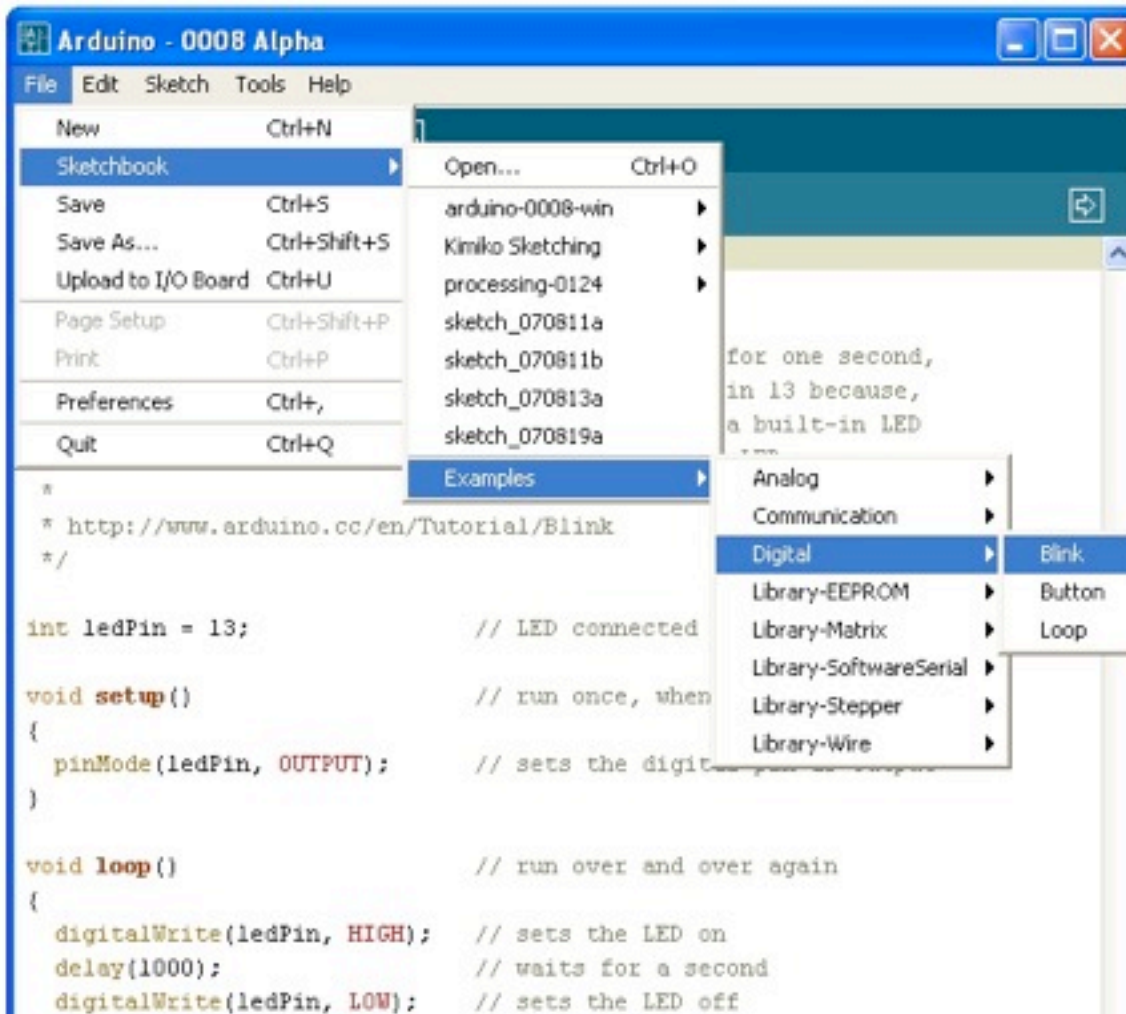 Arduino - 0008 Alpha
File Edit Sketch Tools Help
New Ctrl+N
Sketchbook
Save Ctrl+S
Save As... Ctrl+Shift+S
Upload to I/O Board Ctrl+U
Page Setup Ctrl+Shift+P
Print Ctrl+P
Preferences Ctrl+,
Quit Ctrl+Q
Open... Ctrl+O
arduino-0008-win
Kimiko Sketching
processing-0124
sketch_070811a
sketch_070811b
sketch_070813a
sketch_070819a
Examples
Analog
Communication
Digital
Library-EEPROM
Library-Matrix
Library-SoftwareSerial
Library-Stepper
Library-Wire
Blink
Button
Loop
for one second,
in 13 because,
a built-in LED
*
* http://www.arduino.cc/en/Tutorial/Blink
*/
int ledPin = 13; // LED connected
void setup() // run once, when
{
pinMode(ledPin, OUTPUT); // sets the digital pin as output
}
void loop() // run over and over again
{
digitalWrite(ledPin, HIGH); // sets the LED on
delay(1000); // waits for a second
digitalWrite(ledPin, LOW); // sets the LED off